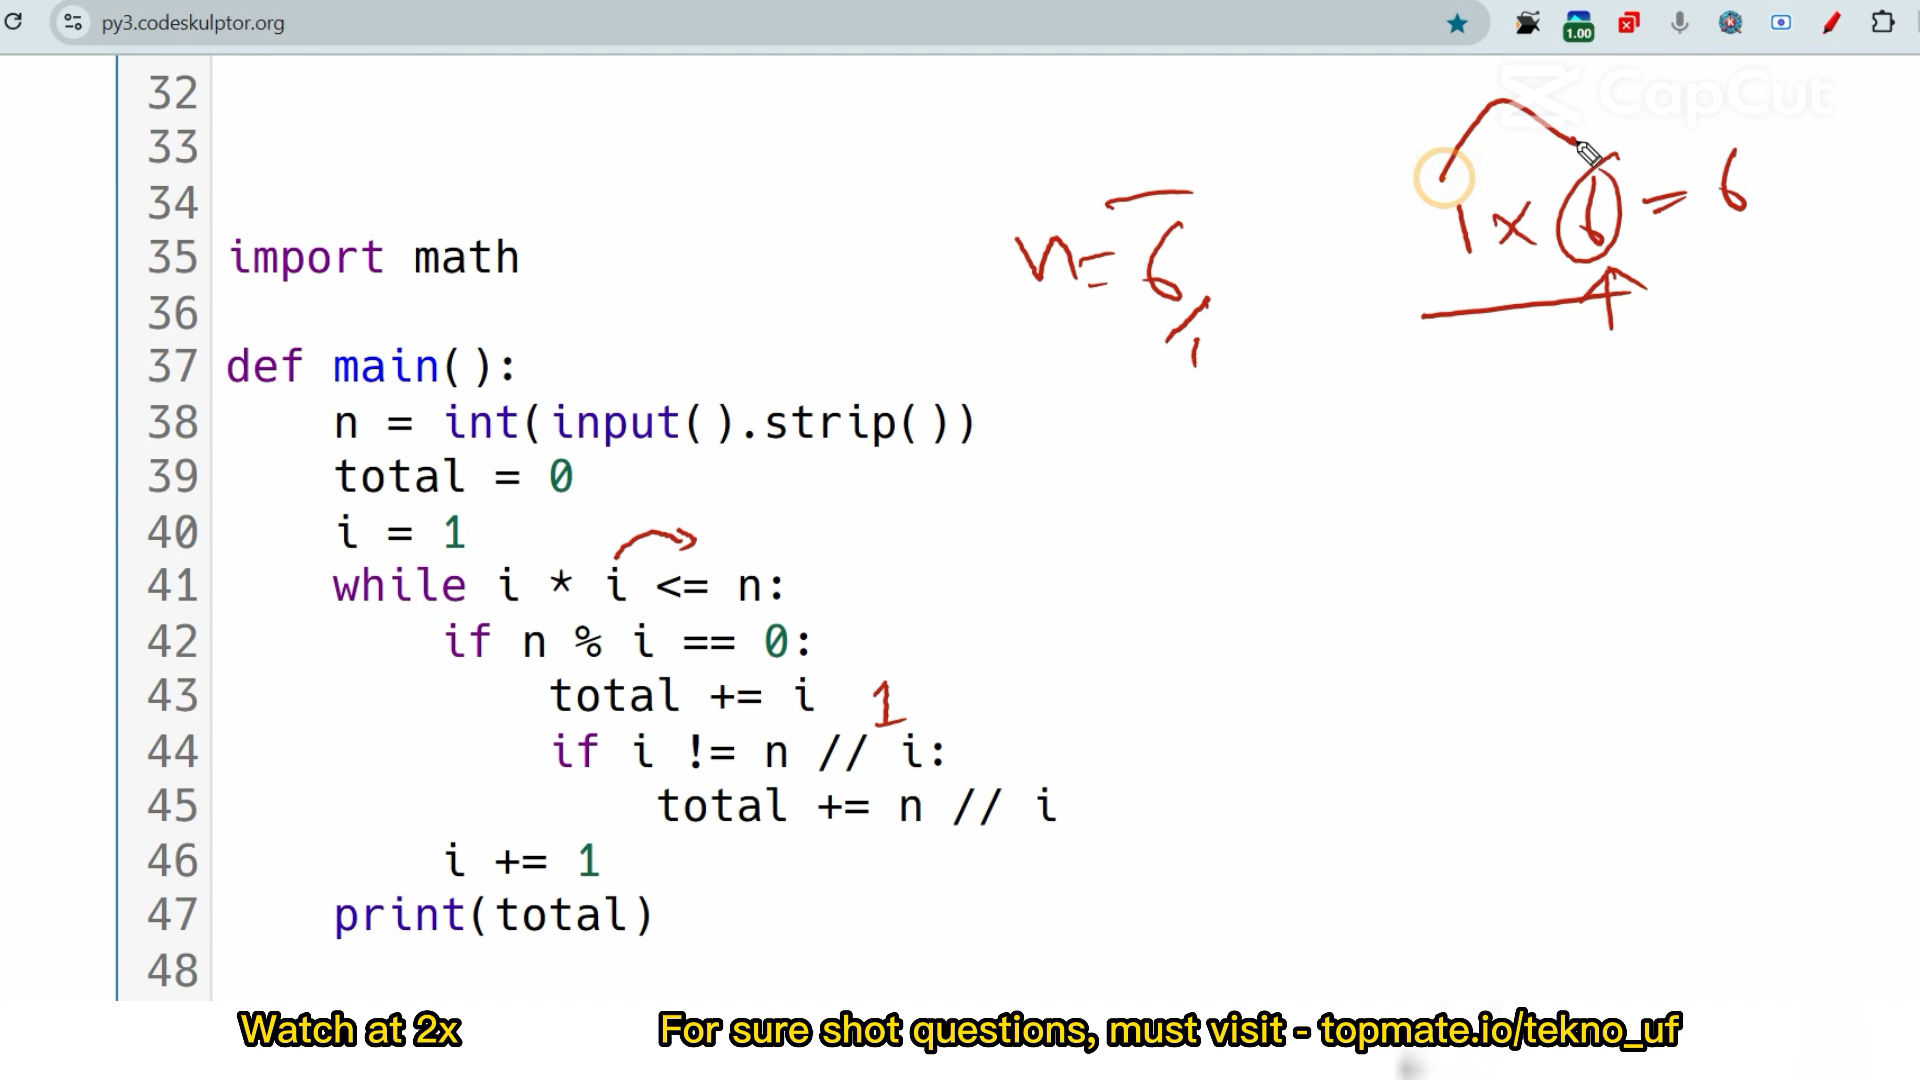 py3.codeskulptor.org
1.00
CapCut
32
33
34
35 import math
36
37 def main():
38 n = int(input().strip())
39 total = 0
40 i = 1
41 while i * i <= n:
42 if n % i == 0:
43 total += i 1
44 if i != n // i:
45 total += n // i
46 i += 1
47 print(total)
48
n = 6/1
1 x 6 = 6
Watch at 2x
For sure shot questions, must visit - topmate.io/tekno_uf